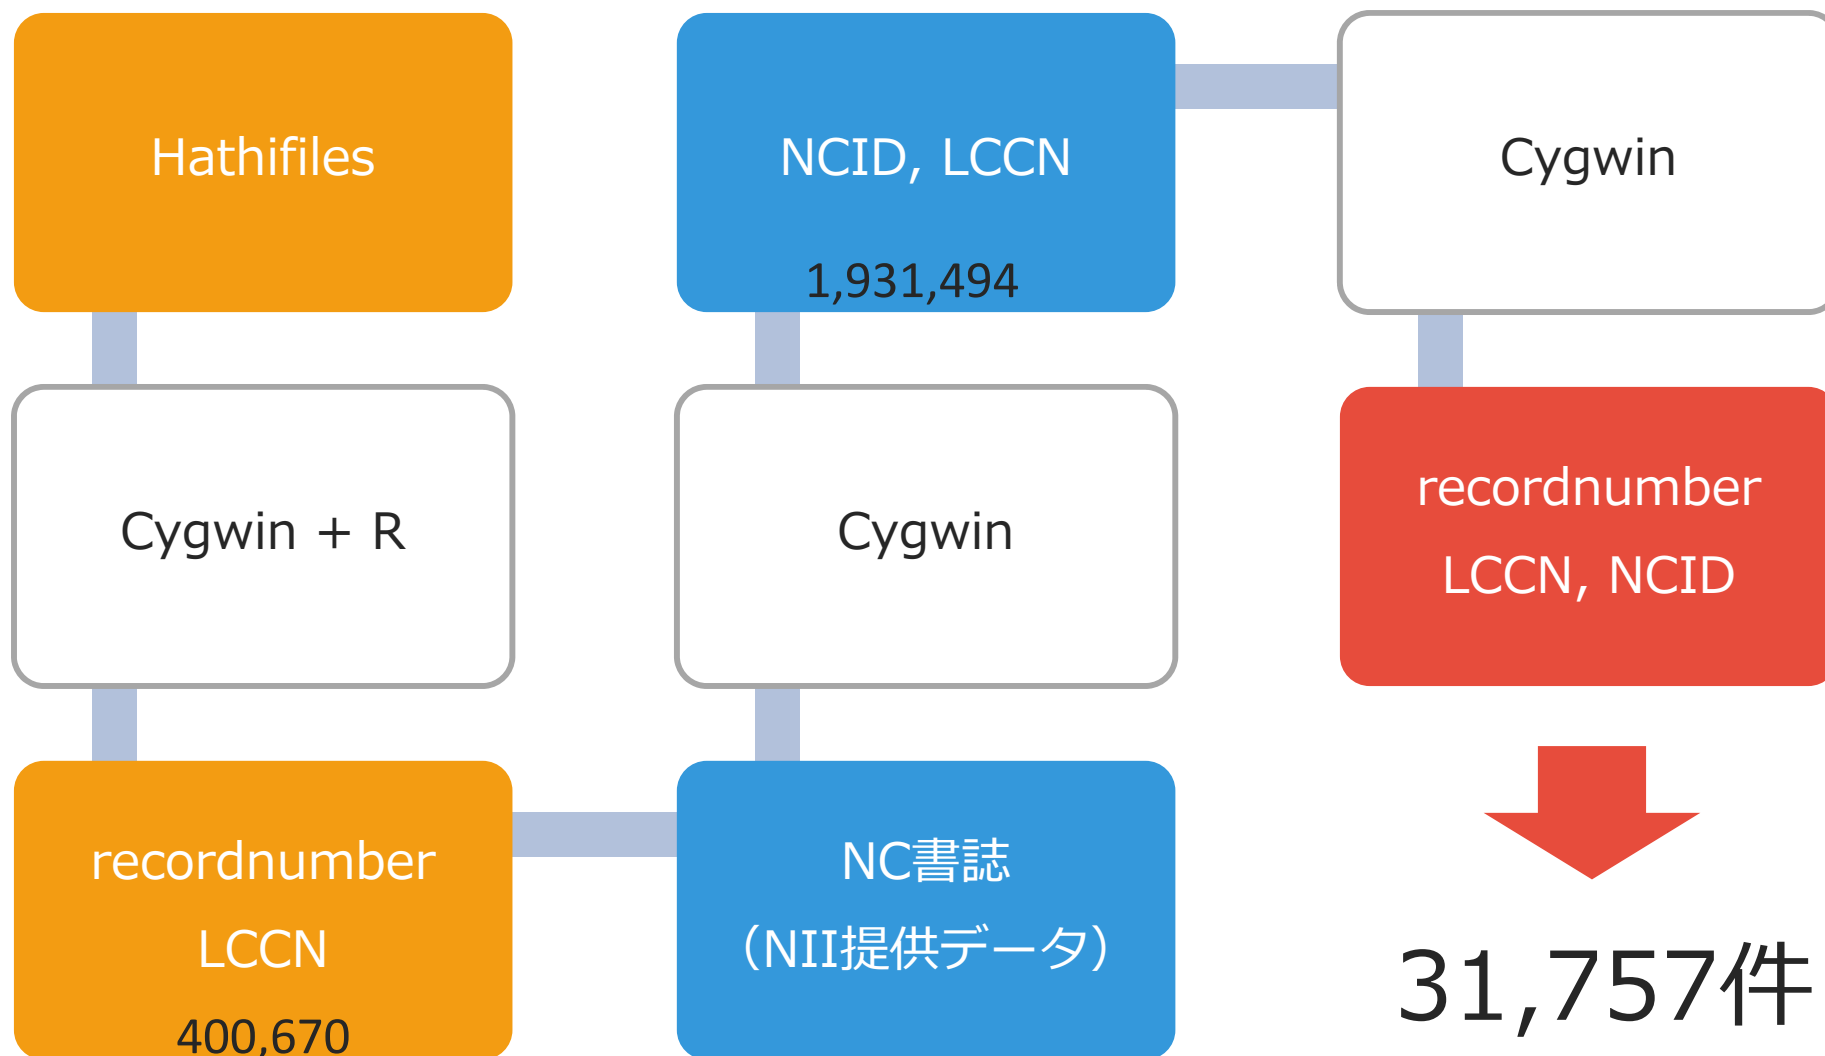 Hathifiles
Cygwin + R
recordnumber
LCCN
400,670
NC書誌
（NII提供データ）
Cygwin
NCID, LCCN
1,931,494
Cygwin
recordnumber
LCCN, NCID
31,757件